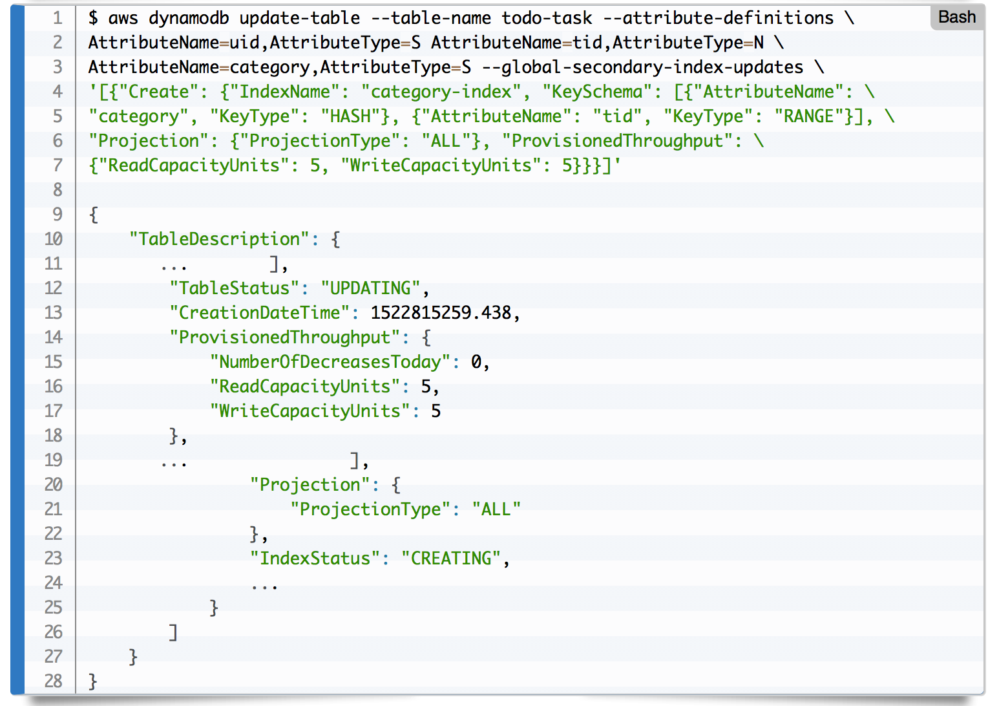 1 $ aws dynamodb update-table --table-name todo-task --attribute-definitions \ Bash
2 AttributeName=uid,AttributeType=S AttributeName=tid,AttributeType=N \
3 AttributeName=category,AttributeType=S --global-secondary-index-updates \
4 '[{"Create": {"IndexName": "category-index", "KeySchema": [{"AttributeName": \
5 "category", "KeyType": "HASH"}, {"AttributeName": "tid", "KeyType": "RANGE"}], \
6 "Projection": {"ProjectionType": "ALL"}, "ProvisionedThroughput": \
7 {"ReadCapacityUnits": 5, "WriteCapacityUnits": 5}}}]'
8
9 {
10     "TableDescription": {
11        ...        ],
12         "TableStatus": "UPDATING",
13         "CreationDateTime": 1522815259.438,
14         "ProvisionedThroughput": {
15             "NumberOfDecreasesToday": 0,
16             "ReadCapacityUnits": 5,
17             "WriteCapacityUnits": 5
18         },
19        ...                ],
20                 "Projection": {
21                     "ProjectionType": "ALL"
22                 },
23                 "IndexStatus": "CREATING",
24                 ...
25             }
26         ]
27     }
28 }